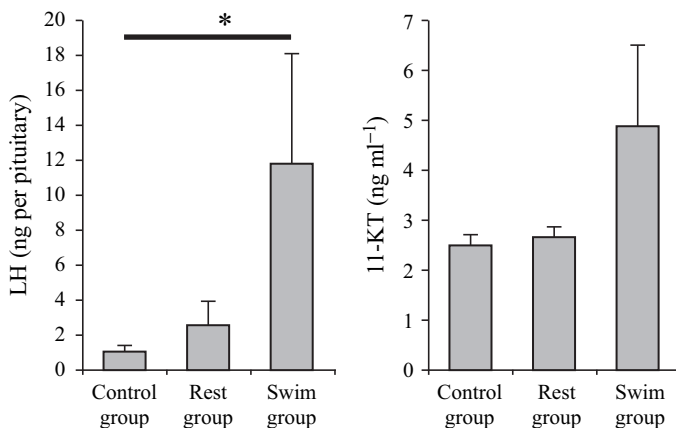 LH (ng per pituitary)
20
18
16
14
12
10
8
6
4
2
0
*
Control group
Rest group
Swim group
11-KT (ng ml⁻¹)
7
6
5
4
3
2
1
0
Control group
Rest group
Swim group